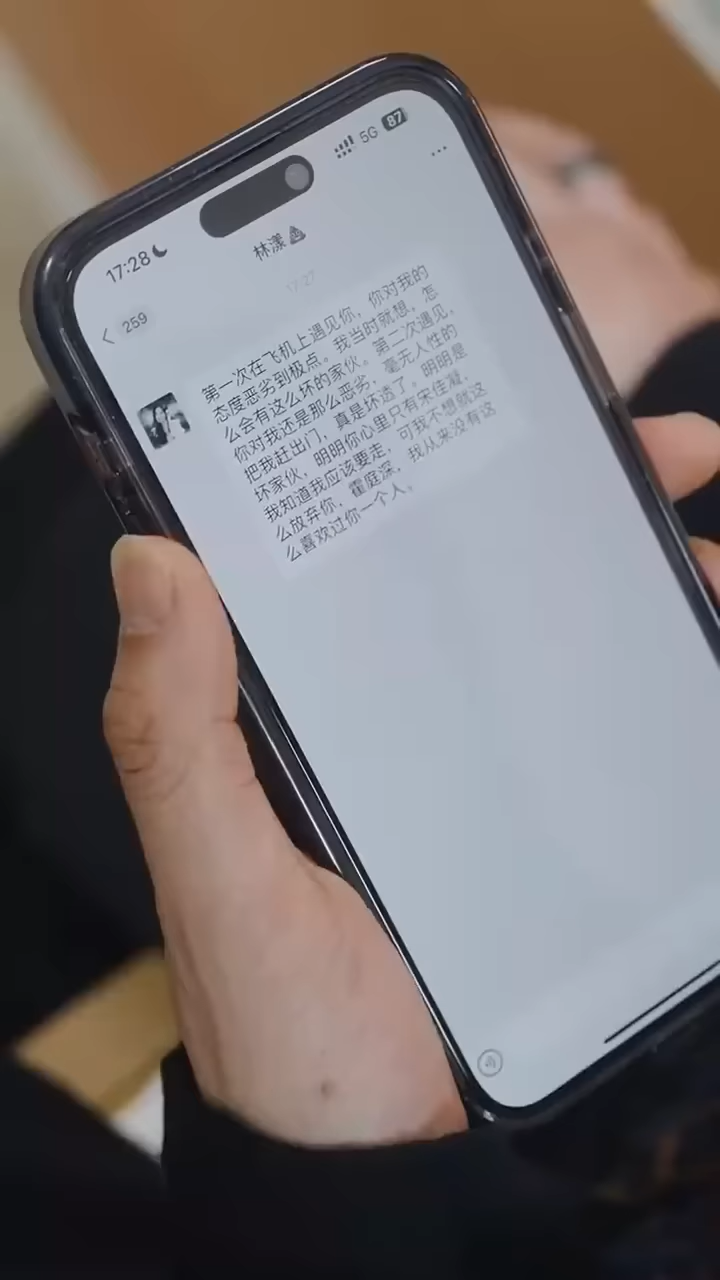 17:28
5G 87
259
林漾
17:27
第一次在飞机上遇见你，你对我的
态度恶劣到极点。我当时就想，怎
么会有这么坏的家伙。第二次遇见，
你对我还是那么恶劣，毫无人性的
把我赶出门，真是坏透了。明明是
坏家伙，明明你心里只有宋佳凝，
我知道我应该要走，可我不想就这
么放弃你，霍庭深，我从来没有这
么喜欢过你一个人。